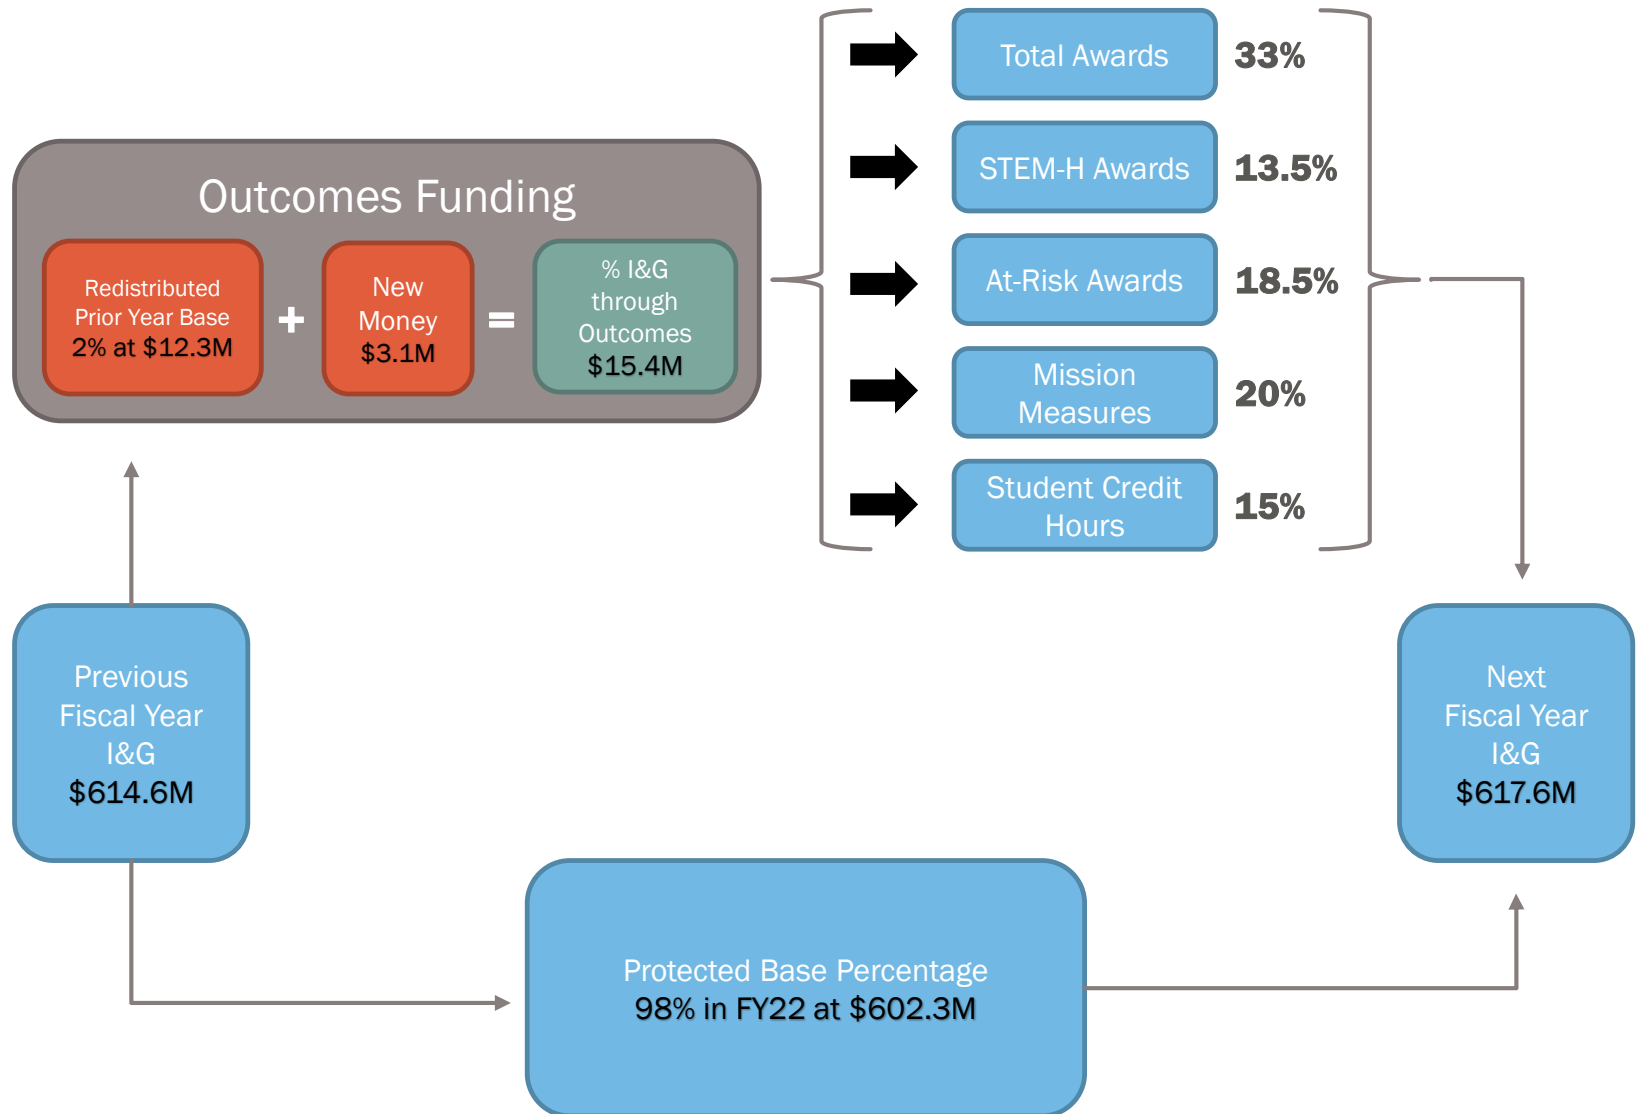 Total Awards
33%
STEM-H Awards
13.5%
At-Risk Awards
18.5%
Mission
Measures
20%
Student Credit
Hours
15%
Outcomes Funding
Redistributed
Prior Year Base
2% at $12.3M
+
New
Money
$3.1M
=
% I&G
through
Outcomes
$15.4M
Previous
Fiscal Year
I&G
$614.6M
Next
Fiscal Year
I&G
$617.6M
Protected Base Percentage
98% in FY22 at $602.3M